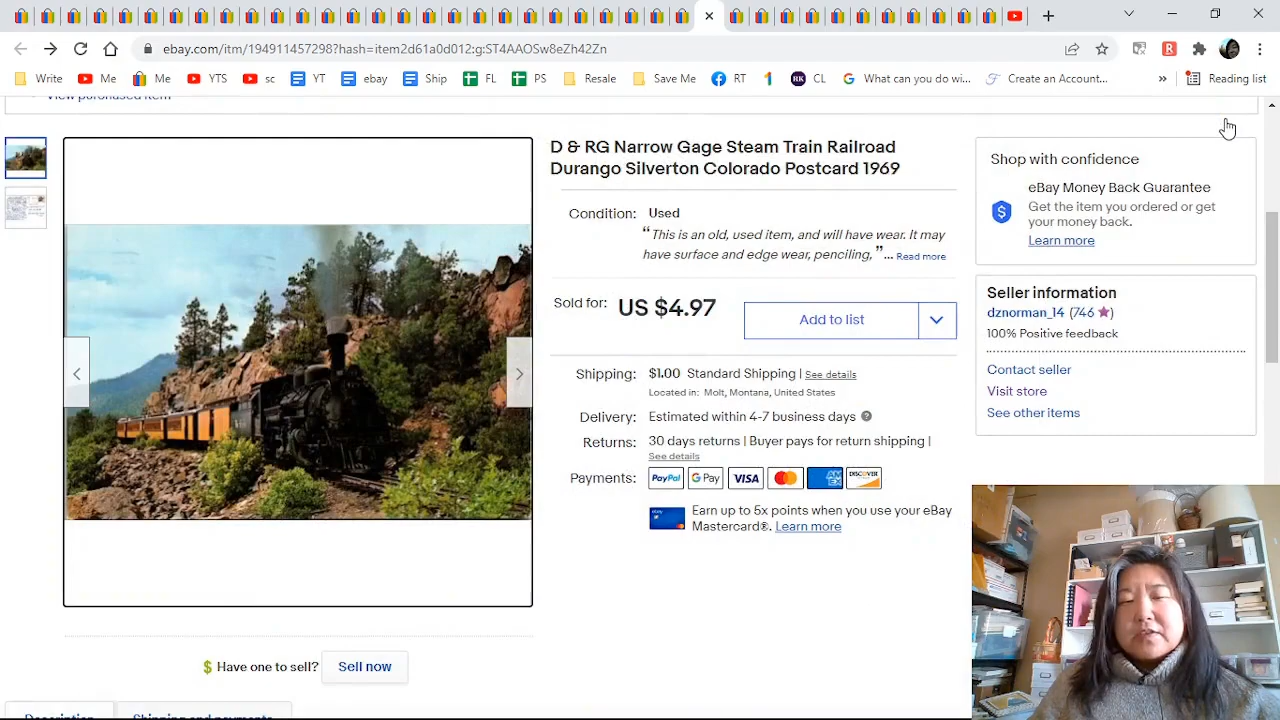 ebay.com/itm/194911457298?hash=item2d61a0d012:g:ST4AAOSw8eZh42Zn
Write Me Me YTS sc YT ebay Ship FL PS Resale Save Me RT CL What can you do wi... Create an Account... » Reading list
View purchased item
D & RG Narrow Gage Steam Train Railroad
Durango Silverton Colorado Postcard 1969
Condition: Used
“This is an old, used item, and will have wear. It may
have surface and edge wear, penciling, ”... Read more
Sold for: US $4.97 Add to list
Shipping: $1.00 Standard Shipping | See details
Located in: Molt, Montana, United States
Delivery: Estimated within 4-7 business days
Returns: 30 days returns | Buyer pays for return shipping |
See details
Payments: PayPal G Pay VISA DISCOVER
Earn up to 5x points when you use your eBay
Mastercard®. Learn more
Shop with confidence
eBay Money Back Guarantee
Get the item you ordered or get
your money back.
Learn more
Seller information
dznorman_14 (746 ★)
100% Positive feedback
Contact seller
Visit store
See other items
$ Have one to sell? Sell now
Description Shipping and payments